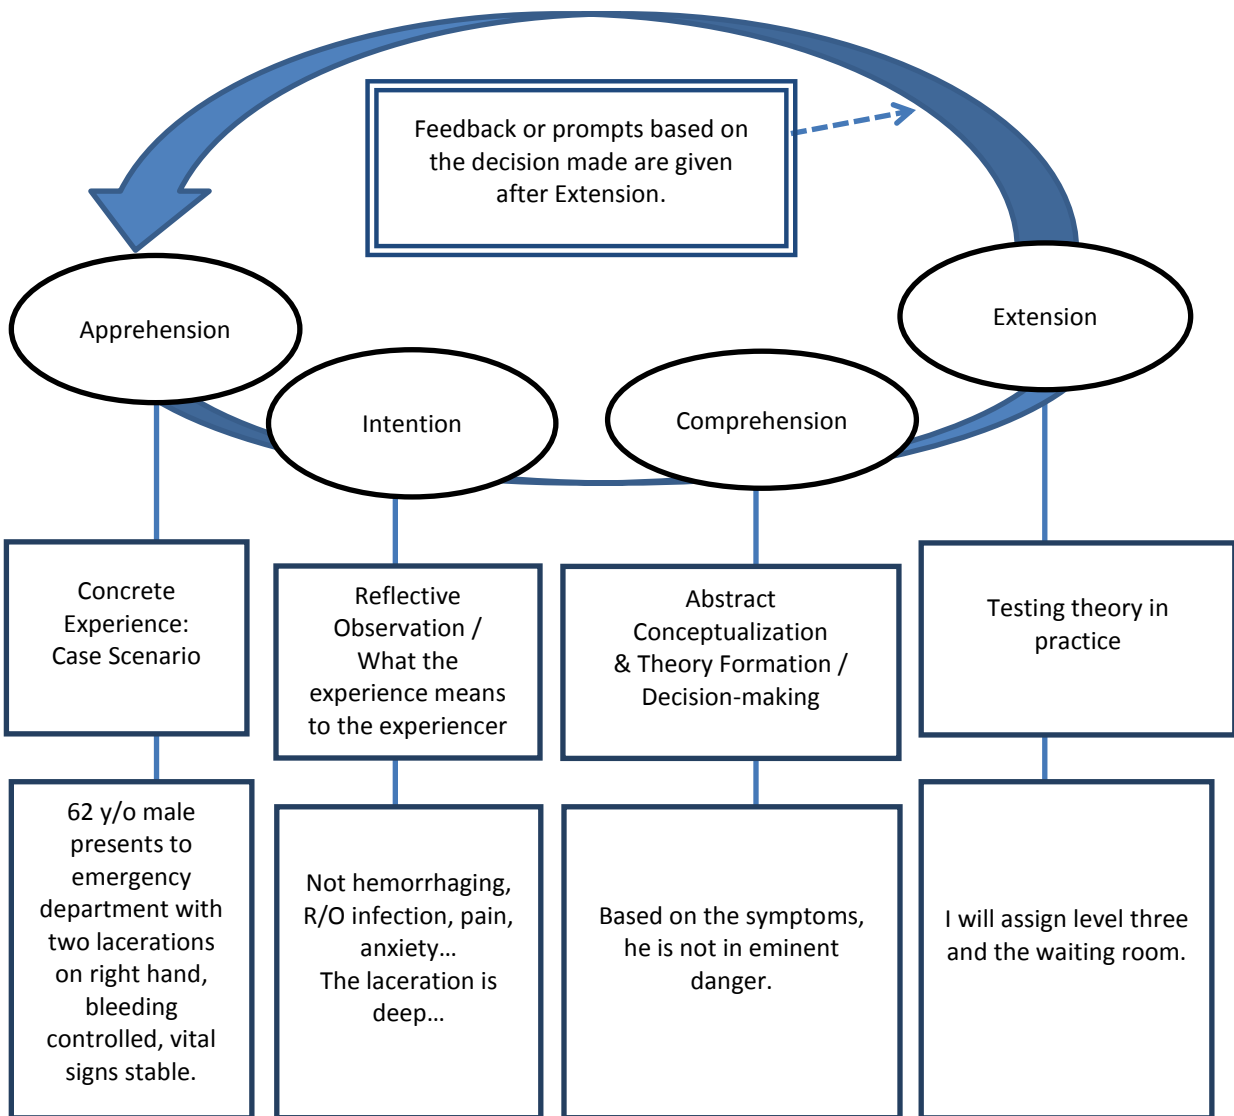 Feedback or prompts based on
the decision made are given
after Extension.
Apprehension
Intention
Comprehension
Extension
Concrete
Experience:
Case Scenario
Reflective
Observation /
What the
experience means
to the experiencer
Abstract
Conceptualization
& Theory Formation /
Decision-making
Testing theory in
practice
62 y/o male
presents to
emergency
department with
two lacerations
on right hand,
bleeding
controlled, vital
signs stable.
Not hemorrhaging,
R/O infection, pain,
anxiety…
The laceration is
deep…
Based on the symptoms,
he is not in eminent
danger.
I will assign level three
and the waiting room.